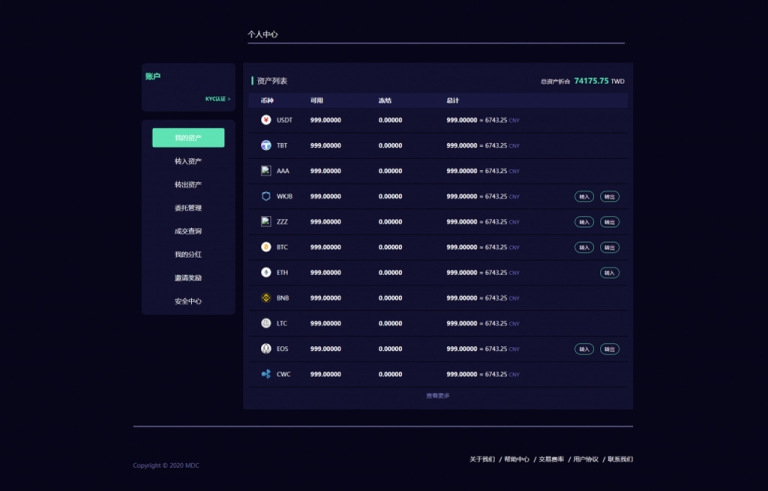 个人中心
账户
KYC认证 >
我的资产
转入资产
转出资产
委托管理
成交查询
我的分红
邀请奖励
安全中心
资产列表
总资产折合 74175.75 TWD
币种 可用 冻结 总计
USDT 999.00000 0.00000 999.00000 = 6743.25 CNY
TBT 999.00000 0.00000 999.00000 = 6743.25 CNY
AAA 999.00000 0.00000 999.00000 = 6743.25 CNY
WKJB 999.00000 0.00000 999.00000 = 6743.25 CNY 转入 转出
ZZZ 999.00000 0.00000 999.00000 = 6743.25 CNY 转入 转出
BTC 999.00000 0.00000 999.00000 = 6743.25 CNY 转入 转出
ETH 999.00000 0.00000 999.00000 = 6743.25 CNY 转入
BNB 999.00000 0.00000 999.00000 = 6743.25 CNY
LTC 999.00000 0.00000 999.00000 = 6743.25 CNY
EOS 999.00000 0.00000 999.00000 = 6743.25 CNY 转入 转出
CWC 999.00000 0.00000 999.00000 = 6743.25 CNY
查看更多
关于我们 / 帮助中心 / 交易费率 / 用户协议 / 联系我们
Copyright © 2020 MDC